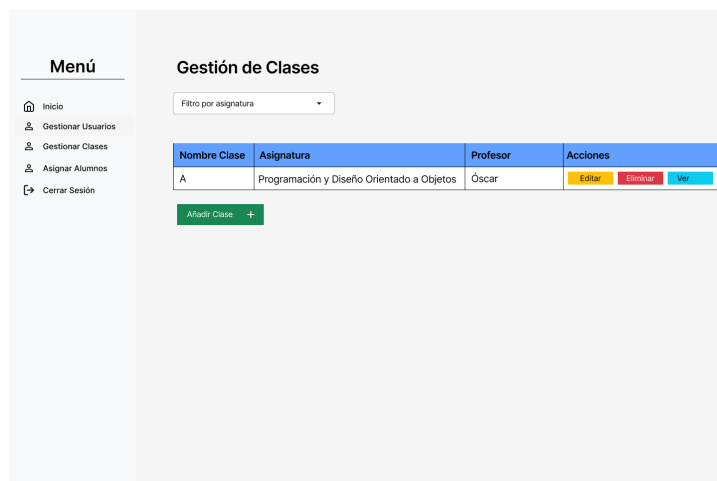 Menú
Inicio
Gestionar Usuarios
Gestionar Clases
Asignar Alumnos
Cerrar Sesión
Gestión de Clases
Filtro por asignatura
Nombre Clase Asignatura Profesor Acciones
A Programación y Diseño Orientado a Objetos Óscar Editar Eliminar Ver
Añadir Clase +